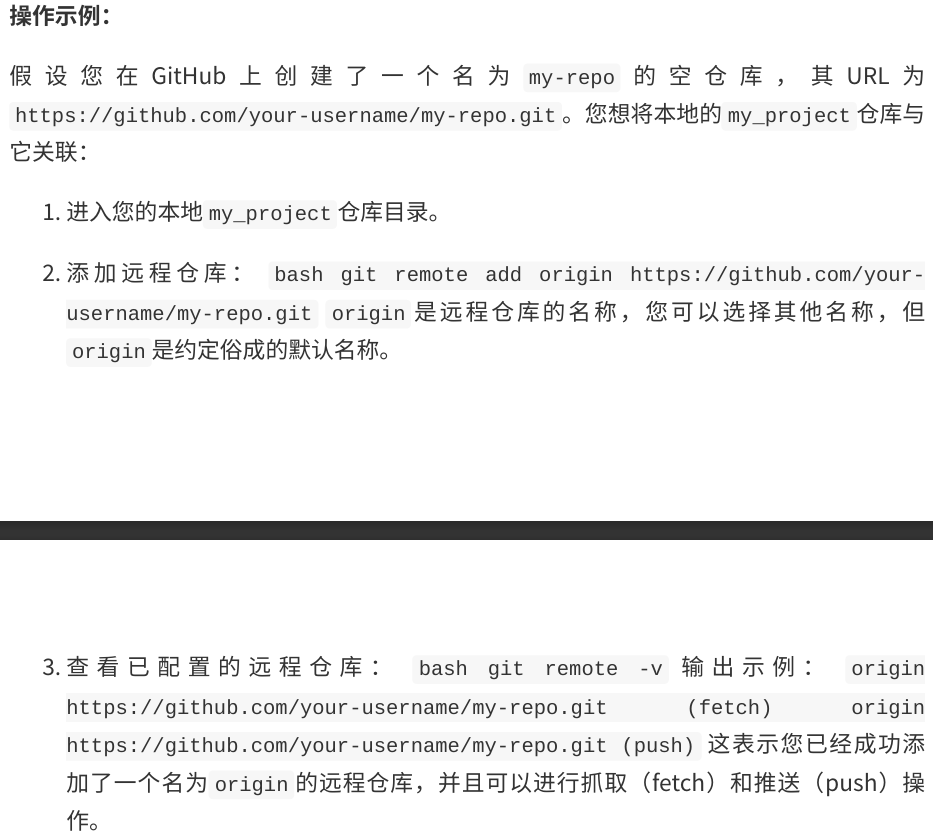 操作示例：
假设您在 GitHub 上创建了一个名为 my-repo 的空仓库，其 URL 为
https://github.com/your-username/my-repo.git 。您想将本地的 my_project 仓库与
它关联：
1. 进入您的本地 my_project 仓库目录。
2. 添加远程仓库： bash git remote add origin https://github.com/your-
username/my-repo.git origin 是远程仓库的名称，您可以选择其他名称，但
origin 是约定俗成的默认名称。
3. 查看已配置的远程仓库： bash git remote -v 输出示例： origin
https://github.com/your-username/my-repo.git (fetch) origin
https://github.com/your-username/my-repo.git (push) 这表示您已经成功添
加了一个名为 origin 的远程仓库，并且可以进行抓取（fetch）和推送（push）操
作。